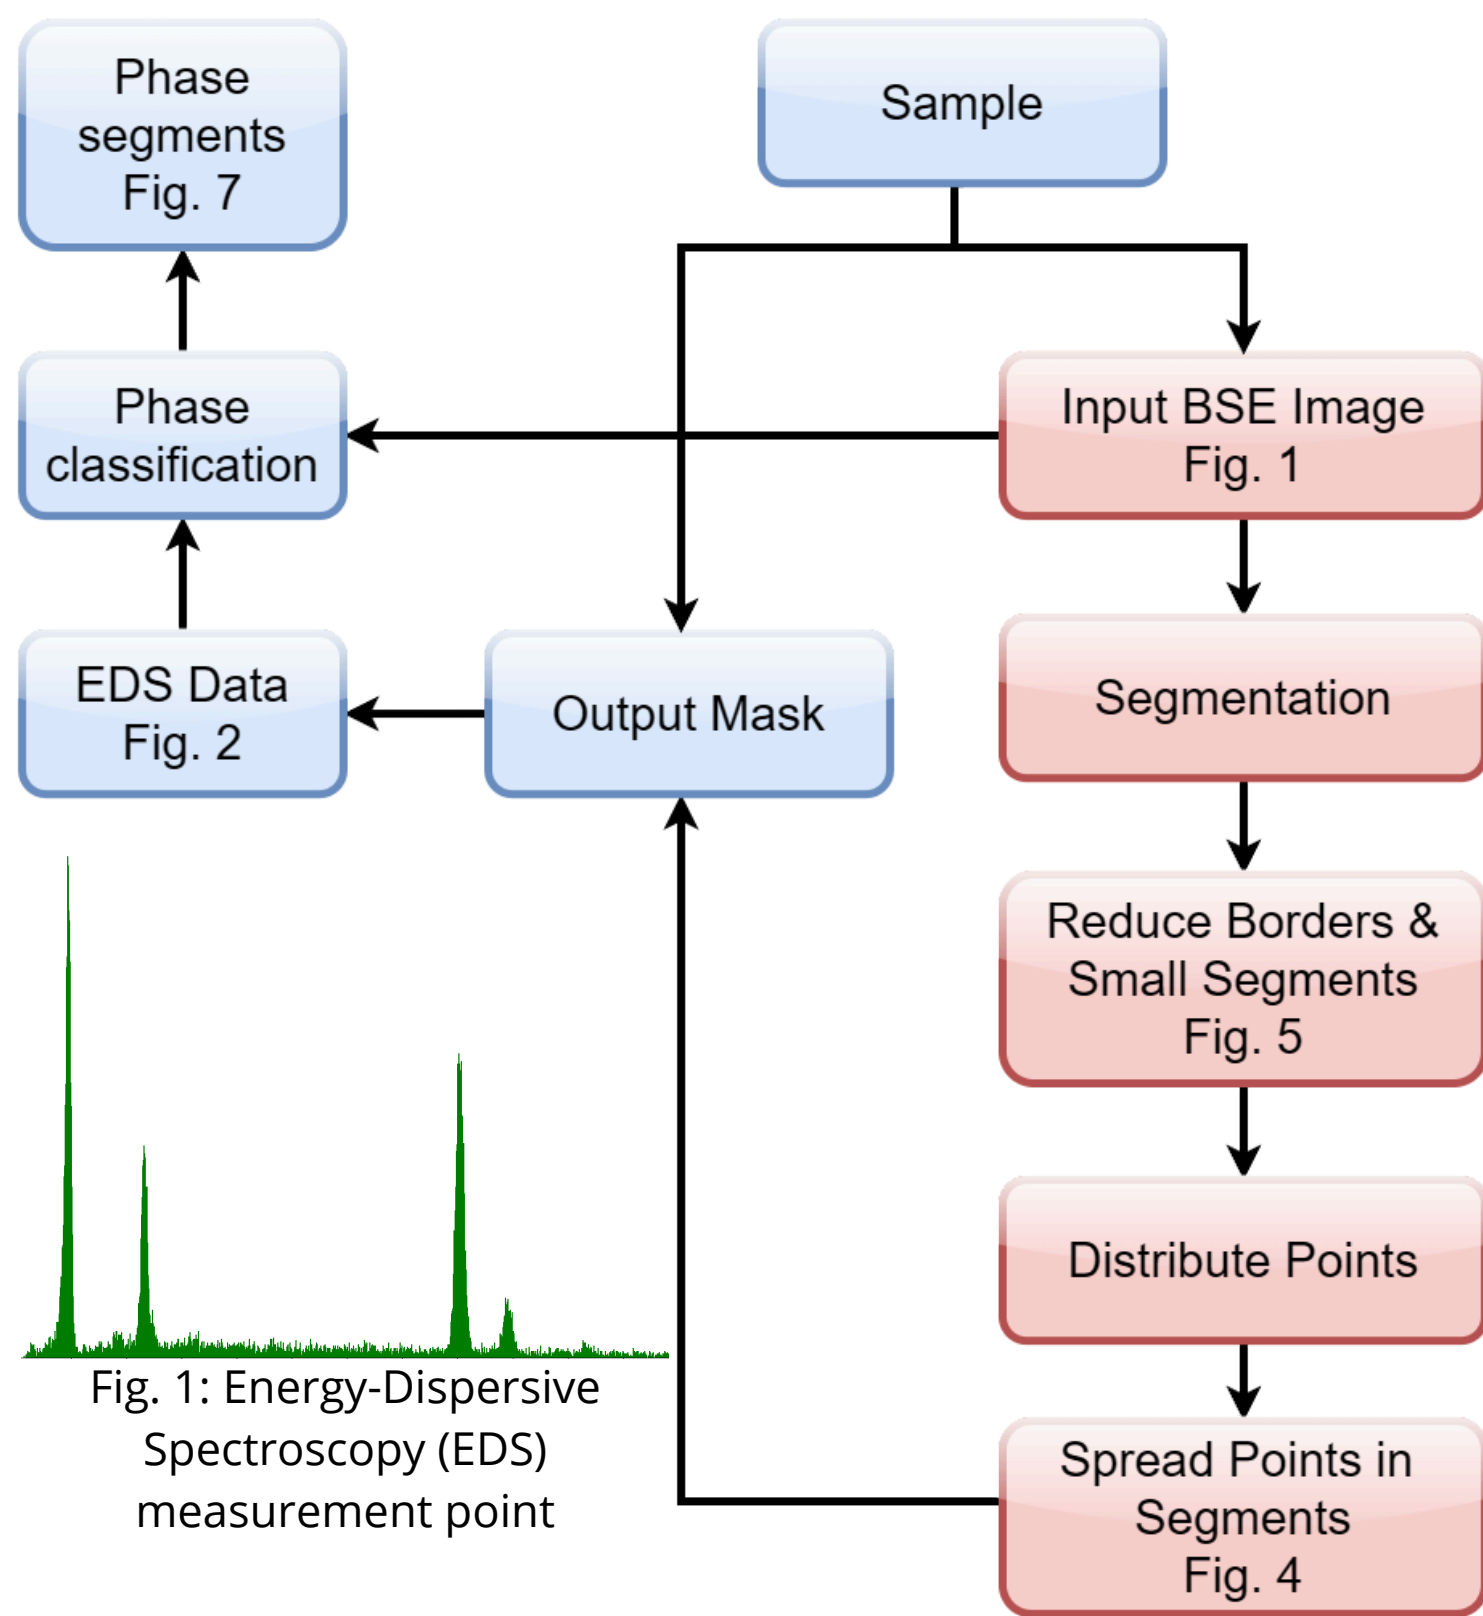 Phase
segments
Fig. 7
Sample
Phase
classification
Input BSE Image
Fig. 1
EDS Data
Fig. 2
Output Mask
Segmentation
Reduce Borders &
Small Segments
Fig. 5
Distribute Points
Spread Points in
Segments
Fig. 4
Fig. 1: Energy-Dispersive
Spectroscopy (EDS)
measurement point